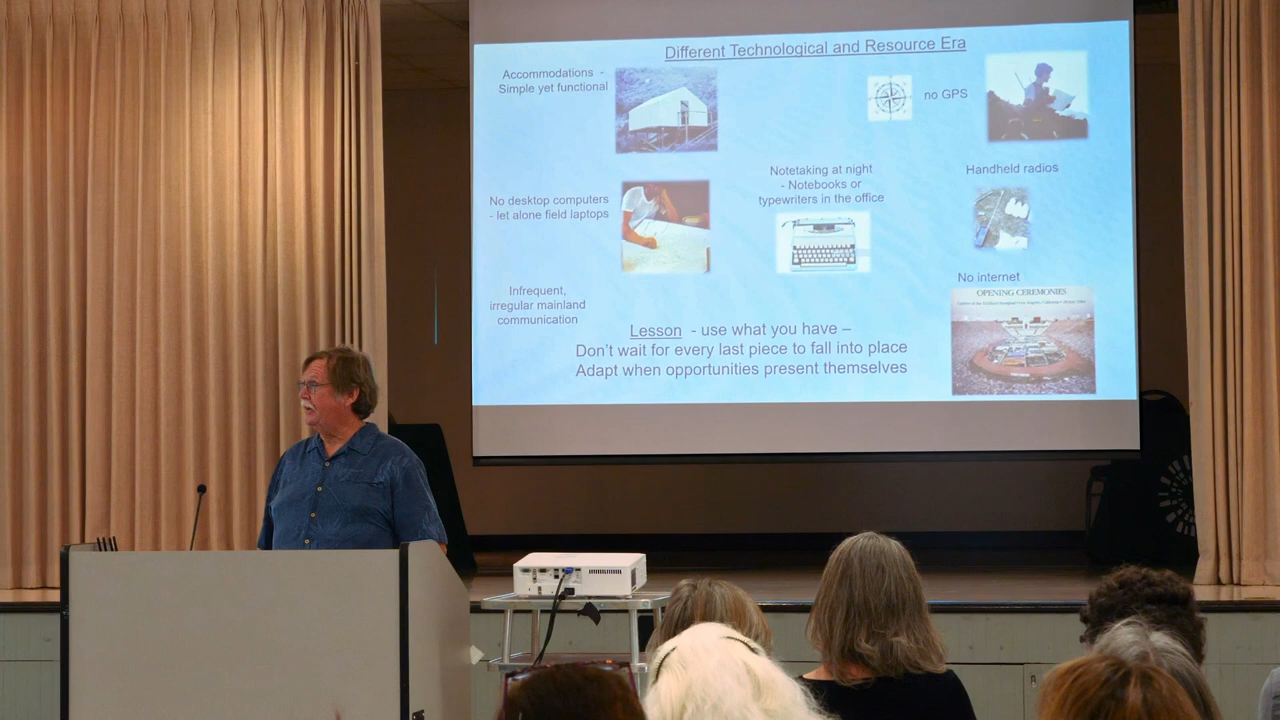 Different Technological and Resource Era
Accommodations -
Simple yet functional
no GPS
No desktop computers
- let alone field laptops
Notetaking at night
- Notebooks or
typewriters in the office
Handheld radios
Infrequent,
irregular mainland
communication
No internet
OPENING CEREMONIES
Lesson - use what you have –
Don't wait for every last piece to fall into place
Adapt when opportunities present themselves